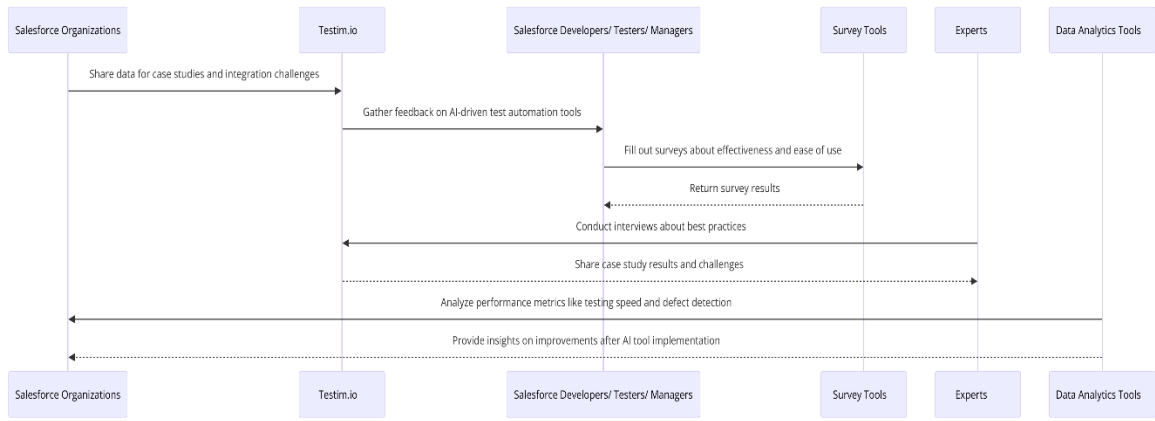 Salesforce Organizations
Testim.io
Salesforce Developers/ Testers/ Managers
Survey Tools
Experts
Data Analytics Tools
Share data for case studies and integration challenges
Gather feedback on AI-driven test automation tools
Fill out surveys about effectiveness and ease of use
Return survey results
Conduct interviews about best practices
Share case study results and challenges
Analyze performance metrics like testing speed and defect detection
Provide insights on improvements after AI tool implementation
Salesforce Organizations
Testim.io
Salesforce Developers/ Testers/ Managers
Survey Tools
Experts
Data Analytics Tools